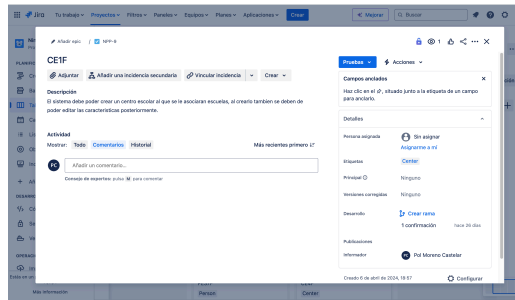 Jira
Tu trabajo
Proyectos
Filtros
Paneles
Equipos
Planes
Aplicaciones
Crear
Mejorar
Buscar
Añadir epic / NPP-9
1
CE1F
Adjuntar
Añadir una incidencia secundaria
Vincular incidencia
Crear
Descripción
El sistema debe poder crear un centro escolar al que se le asociaran escuelas, al crearlo tambien se deben de
poder editar las características posteriormente.
Actividad
Mostrar: Todo Comentarios Historial
Más recientes primero
PC
Añadir un comentario...
Consejo de expertos: pulsa M para comentar
Pruebas
Acciones
Campos anclados
Haz clic en el , situado junto a la etiqueta de un campo
para anclarlo.
Detalles
Persona asignada
Sin asignar
Asignarme a mí
Etiquetas
Center
Principal
Ninguno
Versiones corregidas
Ninguno
Desarrollo
Crear rama
1 confirmación
hace 26 días
Publicaciones
Informador
PC Pol Moreno Castelar
Creado 6 de abril de 2024, 18:57
Configurar
Más información
Person
Center